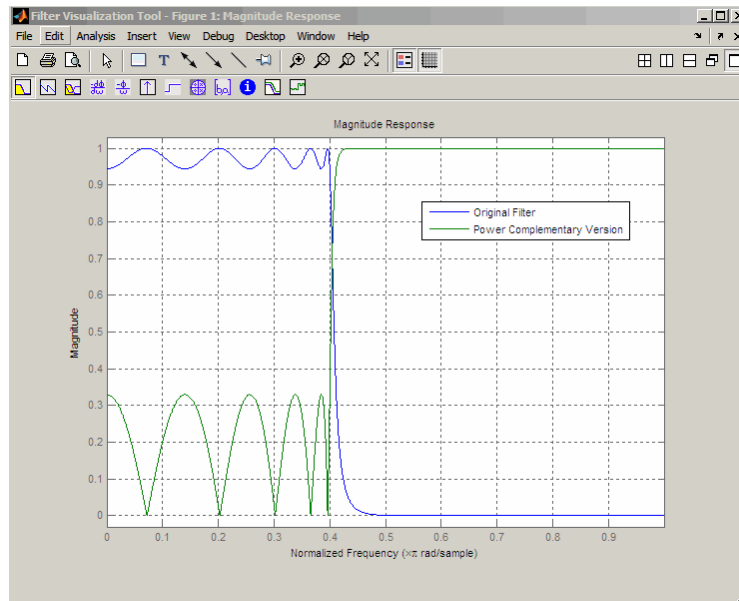 Filter Visualization Tool - Figure 1: Magnitude Response
File Edit Analysis Insert View Debug Desktop Window Help
Magnitude Response
1
0.9
0.8
0.7
0.6
0.5
0.4
0.3
0.2
0.1
0
Magnitude
Original Filter
Power Complementary Version
0 0.1 0.2 0.3 0.4 0.5 0.6 0.7 0.8 0.9
Normalized Frequency (×π rad/sample)